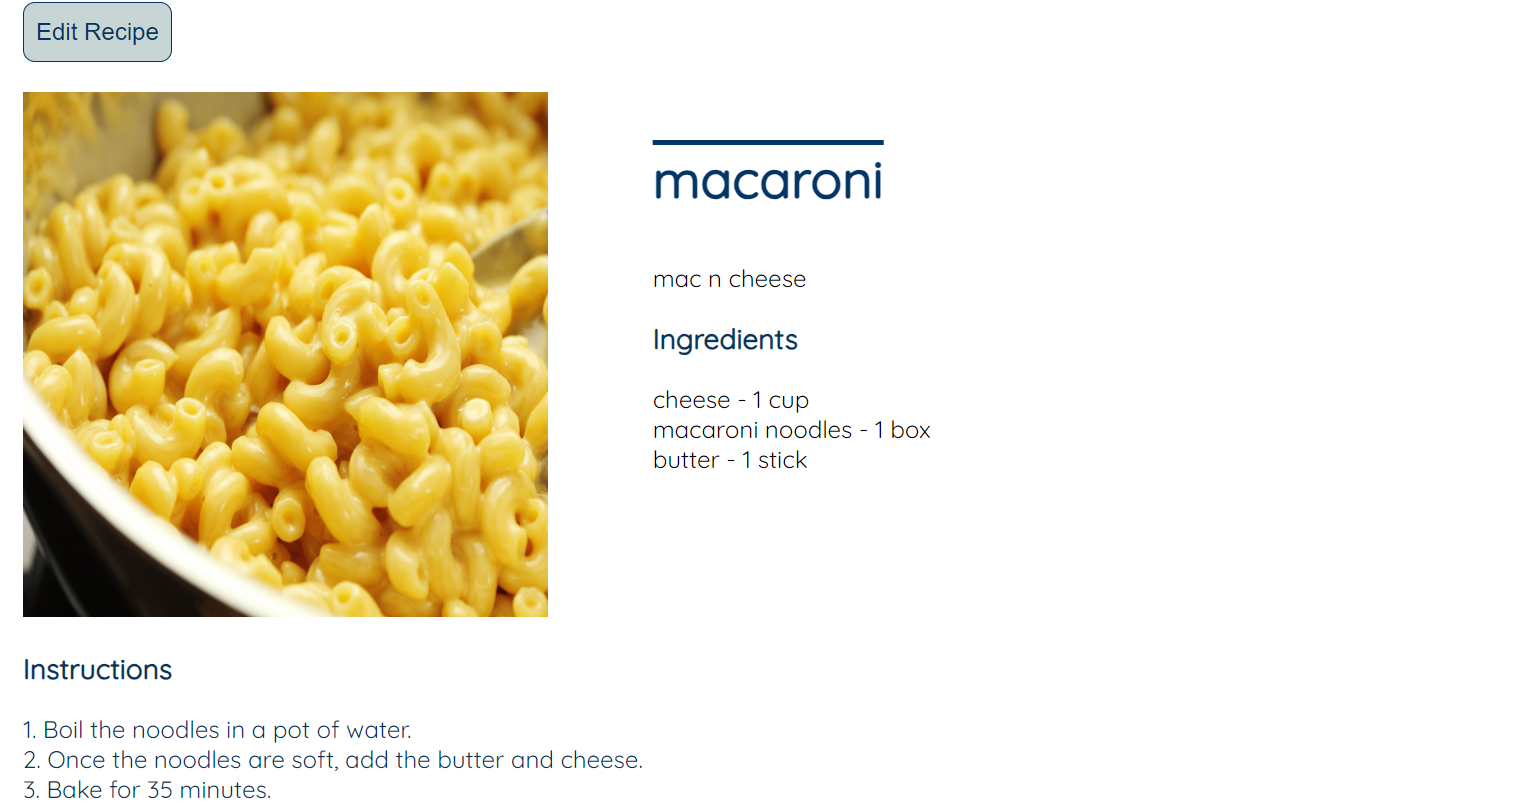 Edit Recipe
macaroni
mac n cheese
Ingredients
cheese - 1 cup
macaroni noodles - 1 box
butter - 1 stick
Instructions
1. Boil the noodles in a pot of water.
2. Once the noodles are soft, add the butter and cheese.
3. Bake for 35 minutes.